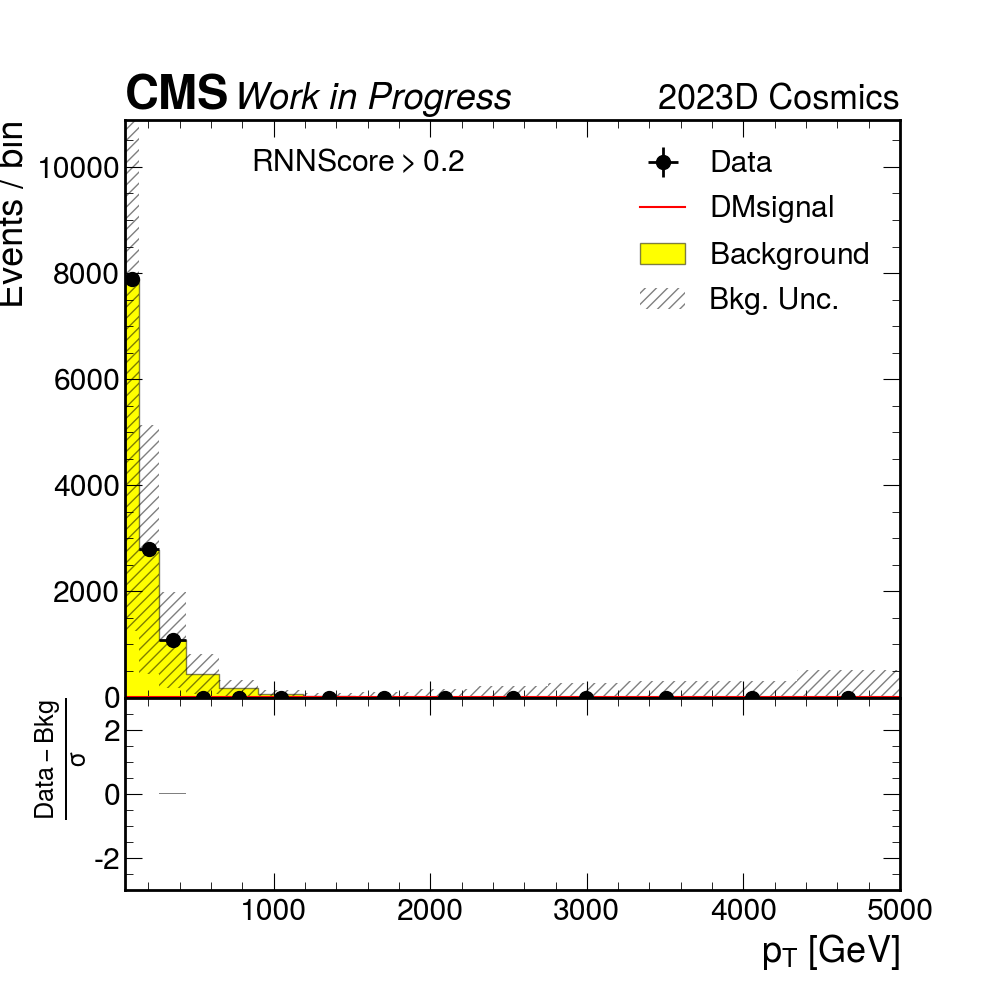 CMS Work in Progress 2023D Cosmics
RNNScore > 0.2
Data
DMsignal
Background
Bkg. Unc.
Events / bin
10000
8000
6000
4000
2000
0
Data – Bkg
σ
2
0
-2
1000 2000 3000 4000 5000
pT [GeV]